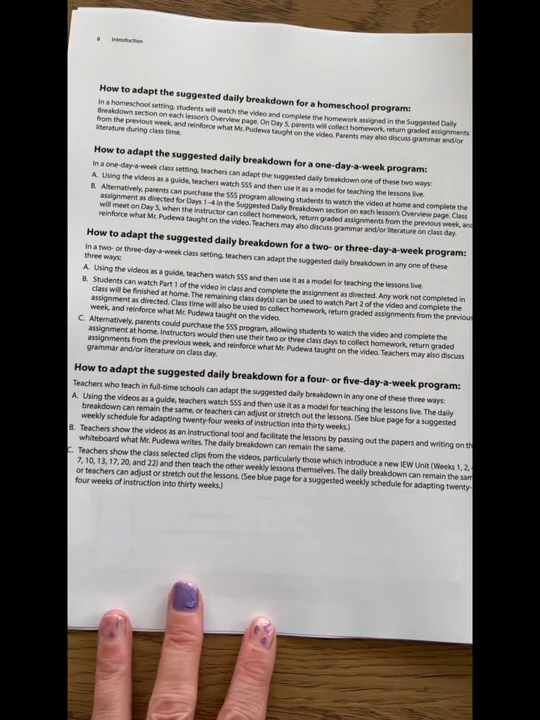 8 Introduction
How to adapt the suggested daily breakdown for a homeschool program:
In a homeschool setting, students will watch the video and complete the homework assigned in the Suggested Daily
Breakdown section on each lesson's Overview page. On Day 5, parents will collect homework, return graded assignments
from the previous week, and reinforce what Mr. Pudewa taught on the video. Parents may also discuss grammar and/or
literature during class time.
How to adapt the suggested daily breakdown for a one-day-a-week program:
In a one-day-a-week class setting, teachers can adapt the suggested daily breakdown one of these two ways:
A. Using the videos as a guide, teachers watch SSS and then use it as a model for teaching the lessons live.
B. Alternatively, parents can purchase the SSS program allowing students to watch the video at home and complete the
assignment as directed for Days 1–4 in the Suggested Daily Breakdown section on each lesson's Overview page. Class
will meet on Day 5, when the instructor can collect homework, return graded assignments from the previous week, and
reinforce what Mr. Pudewa taught on the video. Teachers may also discuss grammar and/or literature on class day.
How to adapt the suggested daily breakdown for a two- or three-day-a-week program:
In a two- or three-day-a-week class setting, teachers can adapt the suggested daily breakdown in any one of these
three ways:
A. Using the videos as a guide, teachers watch SSS and then use it as a model for teaching the lessons live.
B. Students can watch Part 1 of the video in class and complete the assignment as directed. Any work not completed in
class will be finished at home. The remaining class day(s) can be used to watch Part 2 of the video and complete the
assignment as directed. Class time will also be used to collect homework, return graded assignments from the previous
week, and reinforce what Mr. Pudewa taught on the video.
C. Alternatively, parents could purchase the SSS program, allowing students to watch the video and complete the
assignment at home. Instructors would then use their two or three class days to collect homework, return graded
assignments from the previous week, and reinforce what Mr. Pudewa taught on the video. Teachers may also discuss
grammar and/or literature on class day.
How to adapt the suggested daily breakdown for a four- or five-day-a-week program:
Teachers who teach in full-time schools can adapt the suggested daily breakdown in any one of these three ways:
A. Using the videos as a guide, teachers watch SSS and then use it as a model for teaching the lessons live. The daily
breakdown can remain the same, or teachers can adjust or stretch out the lessons. (See blue page for a suggested
weekly schedule for adapting twenty-four weeks of instruction into thirty weeks.)
B. Teachers show the videos as an instructional tool and facilitate the lessons by passing out the papers and writing on th
whiteboard what Mr. Pudewa writes. The daily breakdown can remain the same.
C. Teachers show the class selected clips from the videos, particularly those which introduce a new IEW Unit (Weeks 1, 2,
7, 10, 13, 17, 20, and 22) and then teach the other weekly lessons themselves. The daily breakdown can remain the sam
or teachers can adjust or stretch out the lessons. (See blue page for a suggested weekly schedule for adapting twenty-
four weeks of instruction into thirty weeks.)